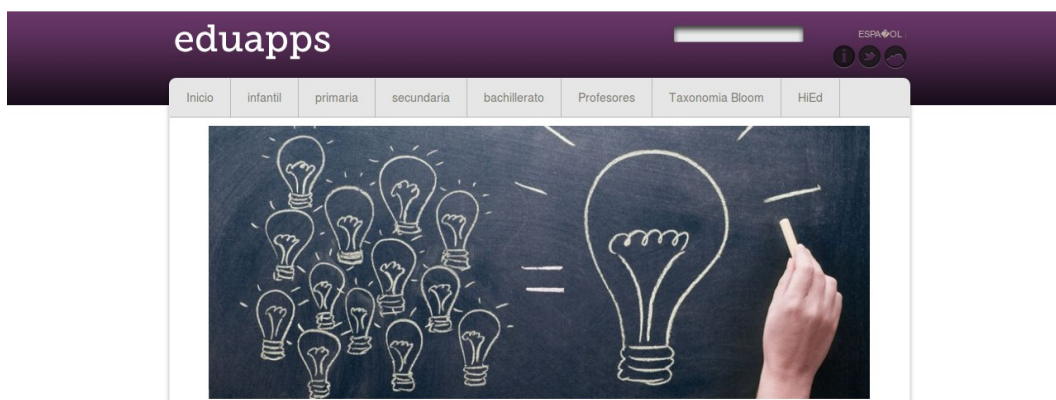 eduapps
ESPA�OL
Inicio infantil primaria secundaria bachillerato Profesores Taxonomia Bloom HiEd